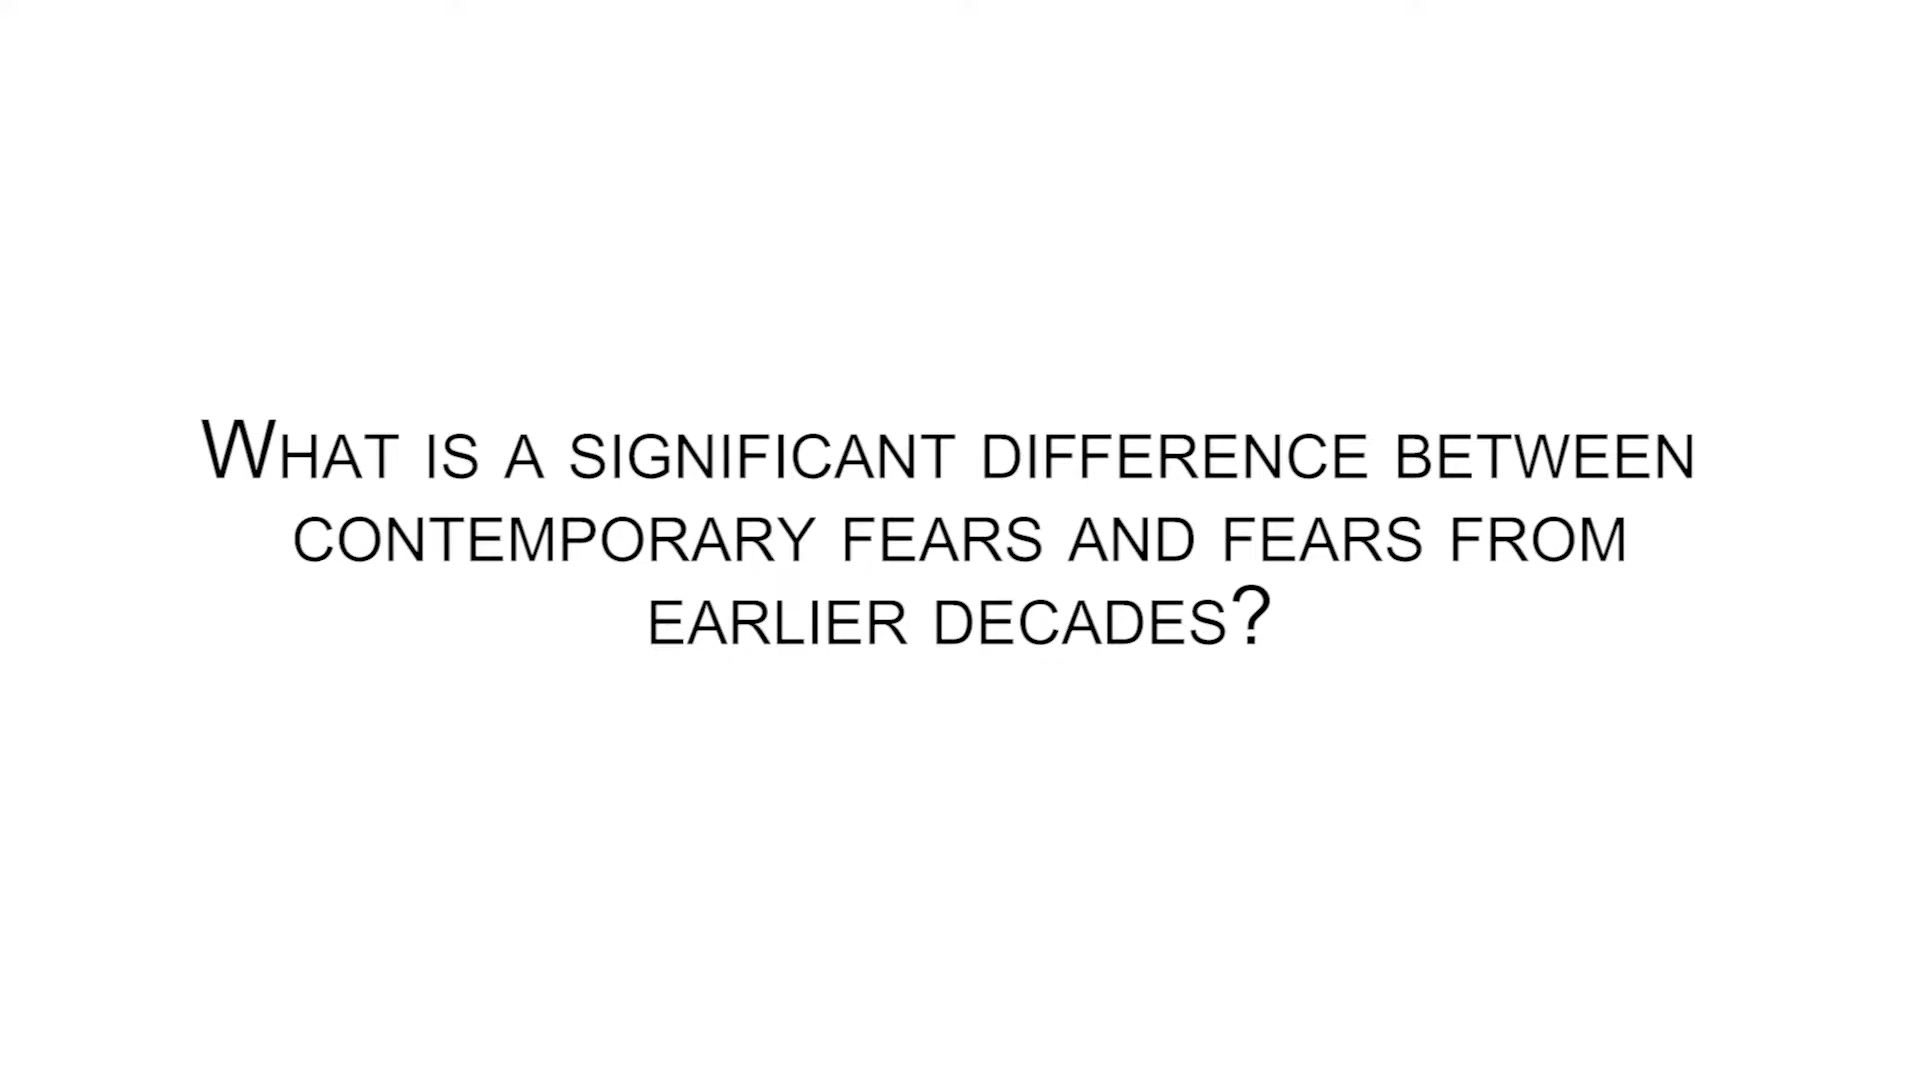 What is a significant difference between
contemporary fears and fears from
earlier decades?